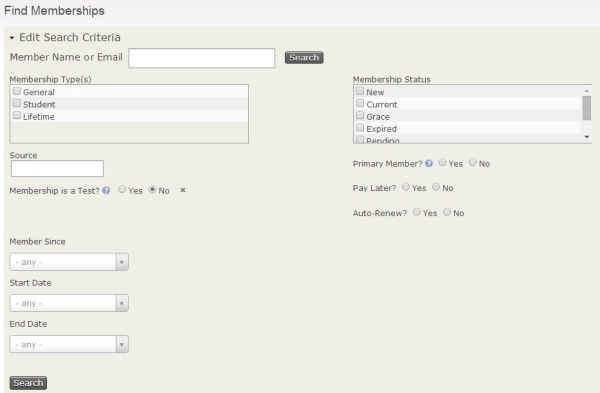 Find Memberships
Edit Search Criteria
Member Name or Email Search
Membership Type(s)
General
Student
Lifetime
Membership Status
New
Current
Grace
Expired
Pending
Source
Primary Member? Yes No
Membership is a Test? Yes No
Pay Later? Yes No
Auto-Renew? Yes No
Member Since
- any -
Start Date
- any -
End Date
- any -
Search